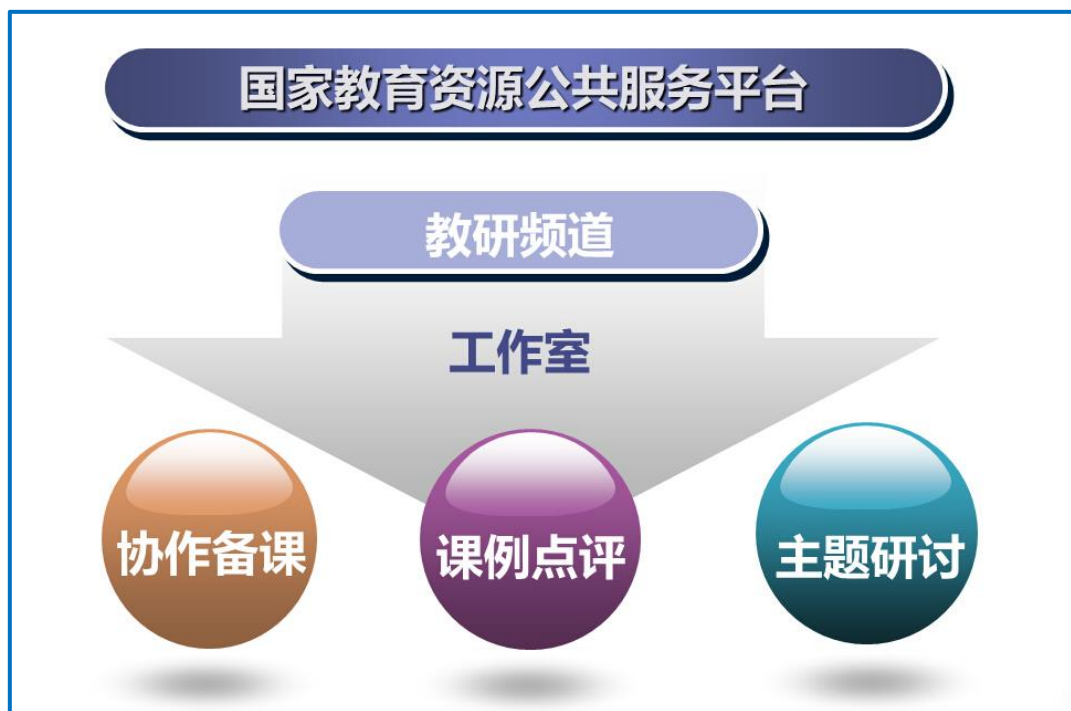 国家教育资源公共服务平台
教研频道
工作室
协作备课
课例点评
主题研讨